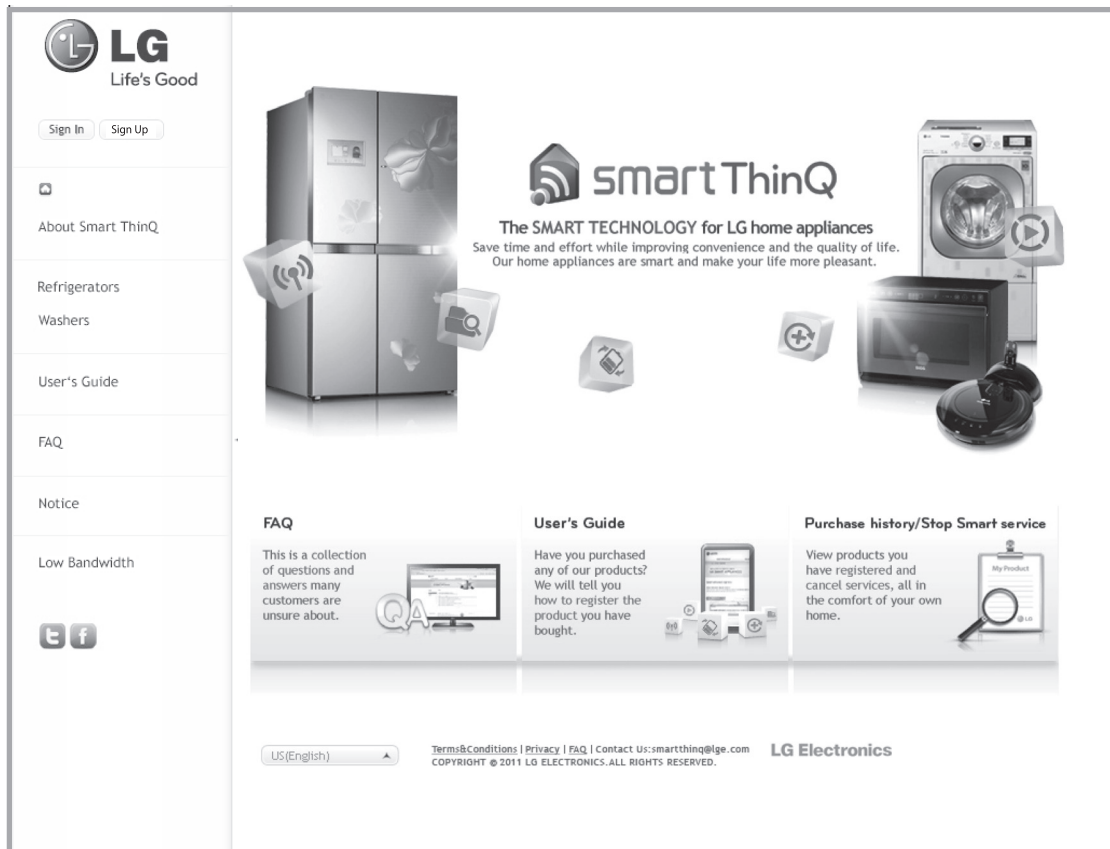 LG
Life's Good
Sign In
Sign Up
About Smart ThinQ
Refrigerators
Washers
User's Guide
FAQ
Notice
Low Bandwidth
smart ThinQ
The SMART TECHNOLOGY for LG home appliances
Save time and effort while improving convenience and the quality of life.
Our home appliances are smart and make your life more pleasant.
FAQ
This is a collection
of questions and
answers many
customers are
unsure about.
QA
User's Guide
Have you purchased
any of our products?
We will tell you
how to register the
product you have
bought.
Purchase history/Stop Smart service
View products you
have registered and
cancel services, all in
the comfort of your own
home.
My Product
LG
US(English)
Terms&Conditions | Privacy | FAQ | Contact Us:smartthinq@lge.com
COPYRIGHT © 2011 LG ELECTRONICS.ALL RIGHTS RESERVED.
LG Electronics